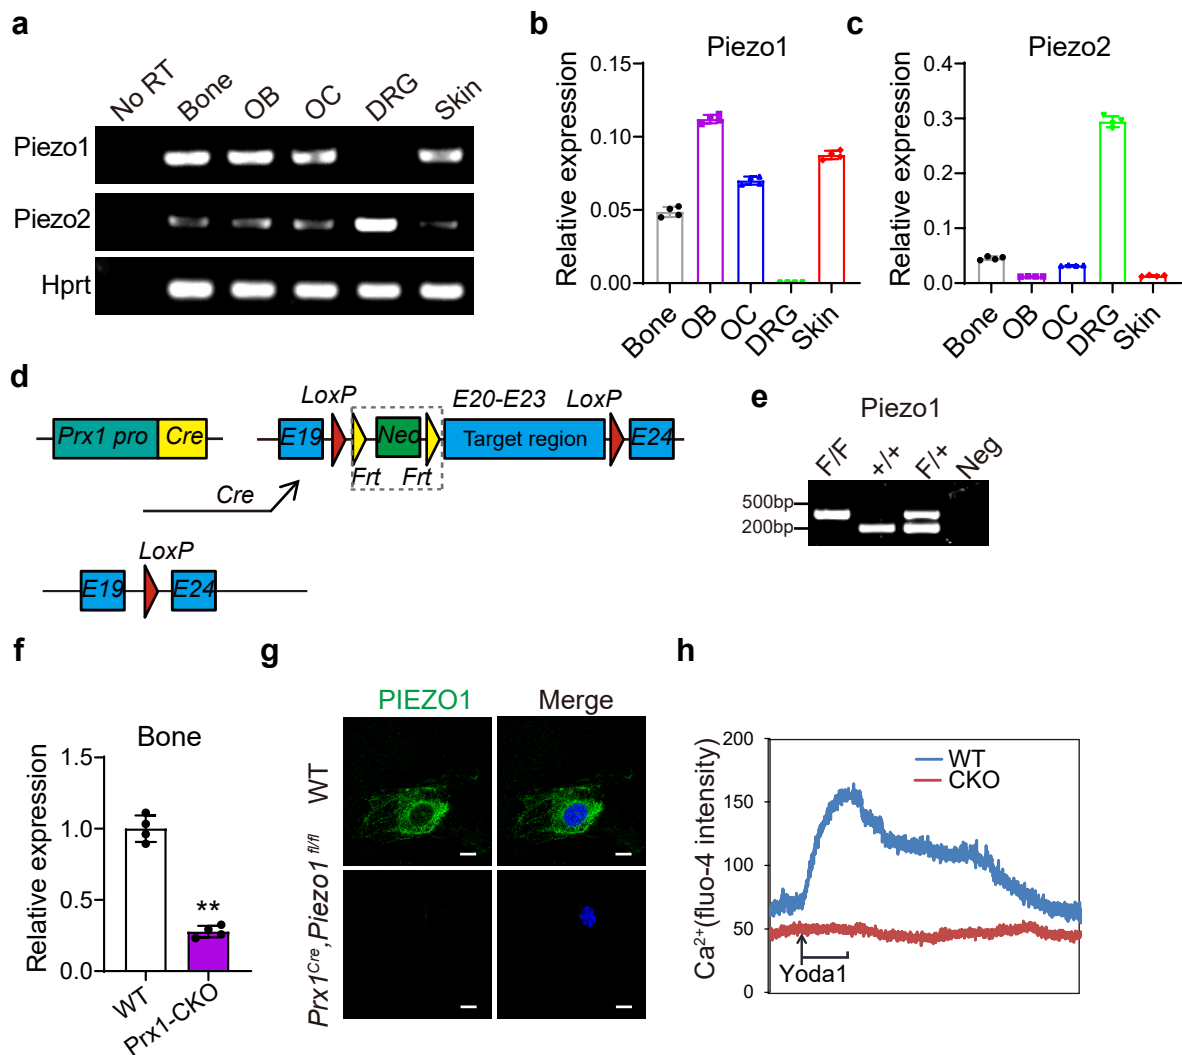 a
No RT
Bone
OB
OC
DRG
Skin
Piezo1
Piezo2
Hprt
b
Piezo1
Relative expression
0.15
0.10
0.05
0.00
Bone
OB
OC
DRG
Skin
c
Piezo2
Relative expression
0.4
0.3
0.2
0.1
0.0
Bone
OB
OC
DRG
Skin
d
LoxP
E20-E23
LoxP
Prx1 pro
Cre
E19
Neo
Target region
E24
Frt
Frt
Cre
LoxP
E19
E24
e
Piezo1
F/F
+/+
F/+
Neg
500bp
200bp
f
Bone
Relative expression
1.5
1.0
0.5
0.0
**
WT
Prx1-CKO
g
PIEZO1
Merge
WT
Prx1Cre,Piezo1 fl/fl
h
Ca2+(fluo-4 intensity)
200
150
100
50
0
WT
CKO
Yoda1